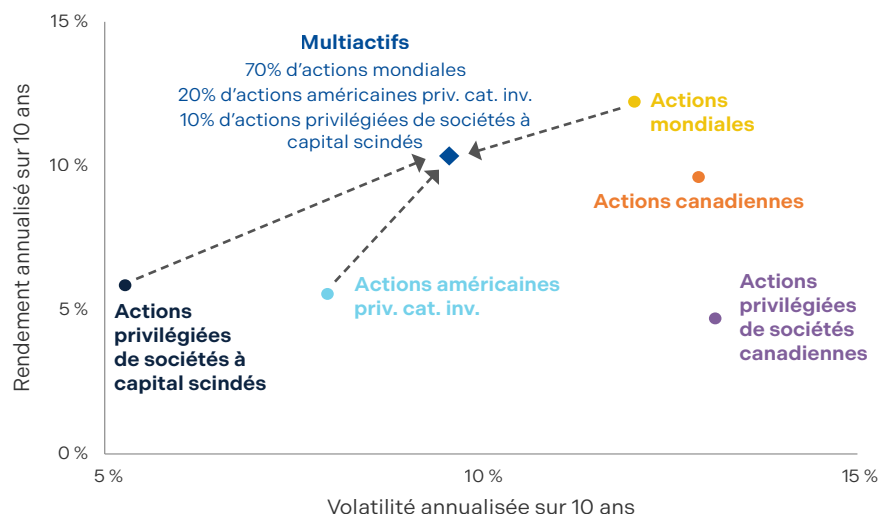 15 %
Multiactifs
70% d'actions mondiales
20% d'actions américaines priv. cat. inv.
10% d'actions privilégiées de sociétés à
capital scindés
Actions
mondiales
10 %
Actions canadiennes
Rendement annualisé sur 10 ans
Actions américaines
priv. cat. inv.
Actions
privilégiées
de sociétés
canadiennes
5 %
Actions
privilégiées
de sociétés à
capital scindés
0 %
5 %
10 %
15 %
Volatilité annualisée sur 10 ans